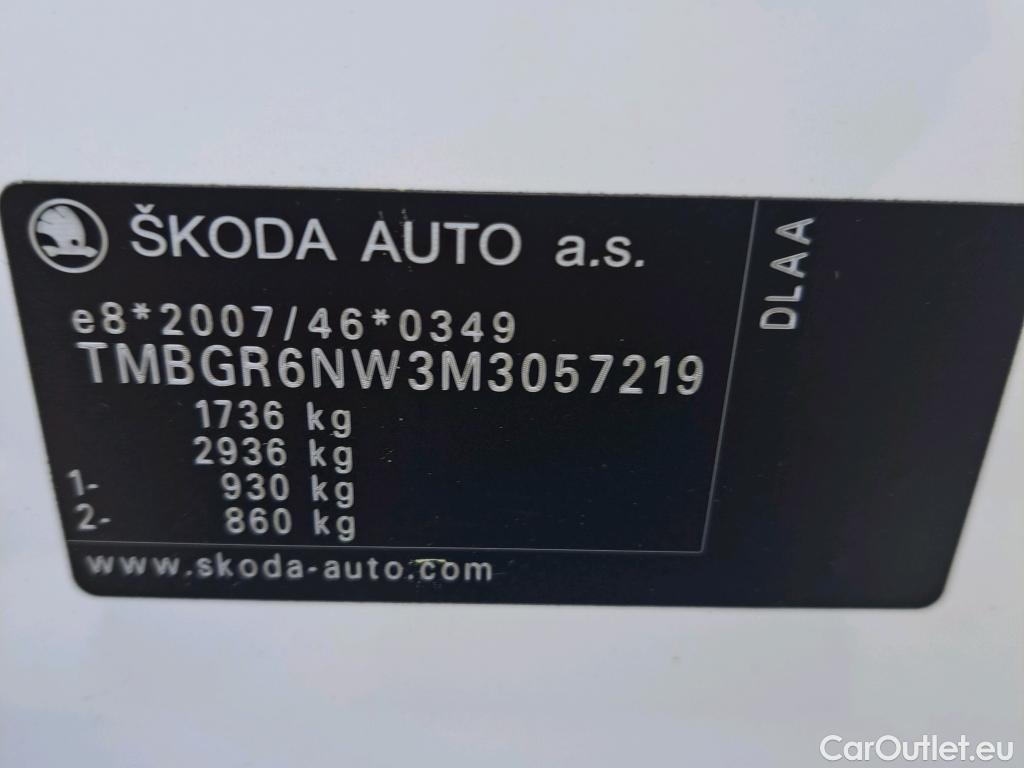 ŠKODA AUTO a.s.
e8*2007/46*0349
TMBGR6NW3M3057219
1736 kg
2936 kg
1- 930 kg
2- 860 kg
www.skoda-auto.com
DLAA
CarOutlet.eu